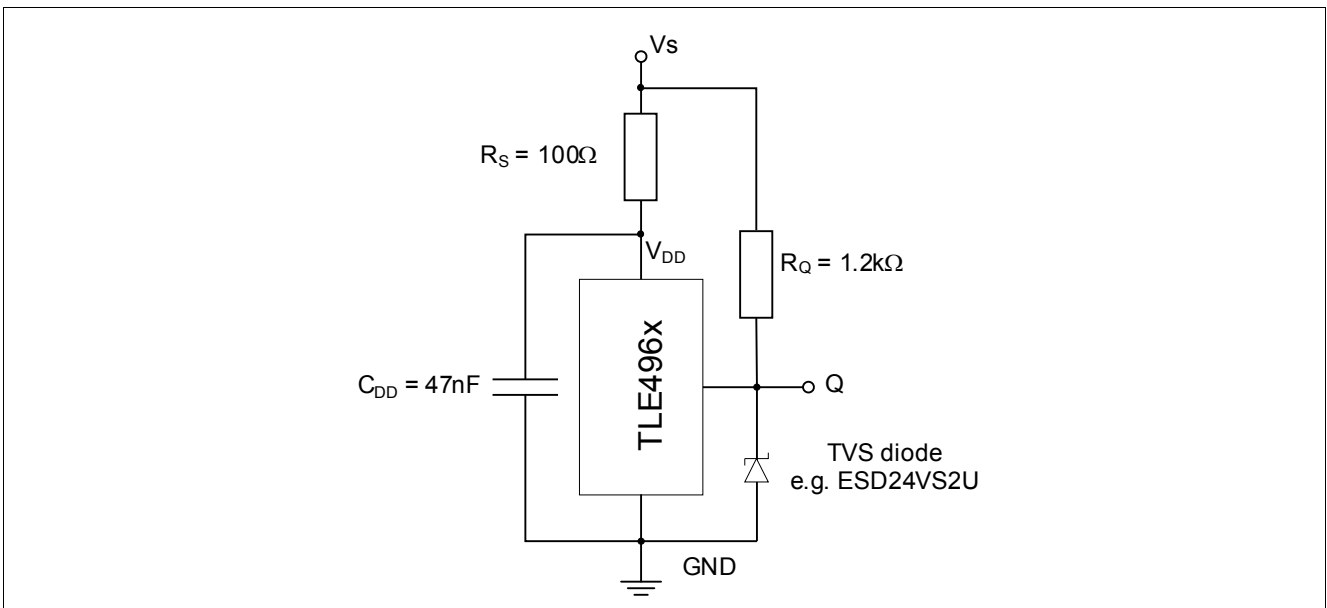 Vs
R_S = 100Ω
V_DD
R_Q = 1.2kΩ
TLE496x
C_DD = 47nF
Q
TVS diode
e.g. ESD24VS2U
GND